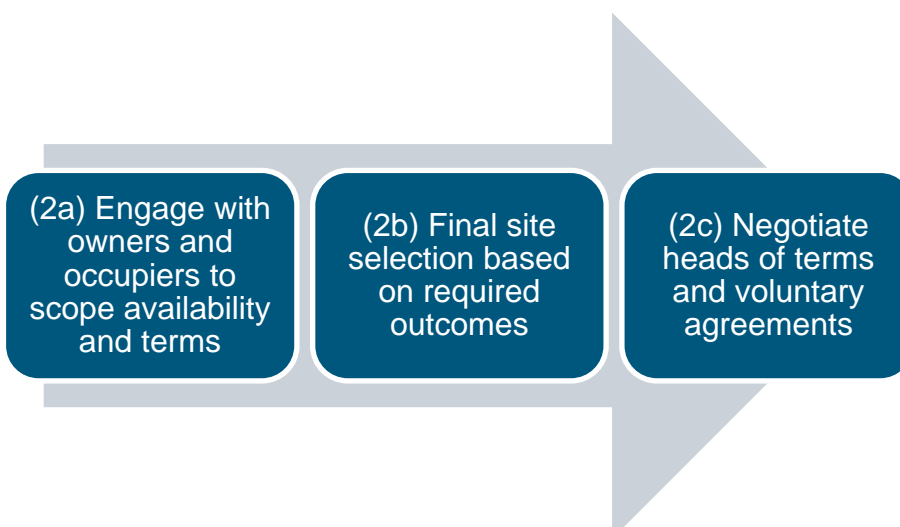 (2a) Engage with
owners and
occupiers to
scope availability
and terms
(2b) Final site
selection based
on required
outcomes
(2c) Negotiate
heads of terms
and voluntary
agreements